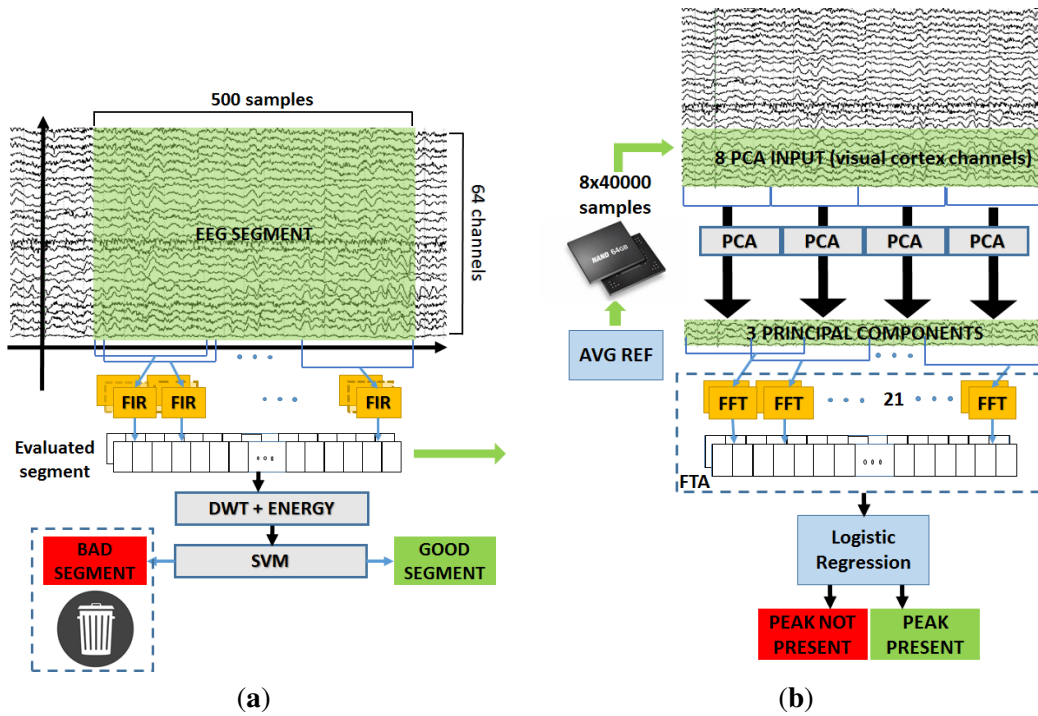 500 samples
64 channels
EEG SEGMENT
FIR
FIR
FIR
Evaluated
segment
DWT + ENERGY
BAD
SEGMENT
SVM
GOOD
SEGMENT
(a)
8 PCA INPUT (visual cortex channels)
8x40000
samples
NAND 64GB
AVG REF
PCA
PCA
PCA
PCA
3 PRINCIPAL COMPONENTS
FFT
FFT
21
FFT
FTA
Logistic
Regression
PEAK NOT
PRESENT
PEAK
PRESENT
(b)